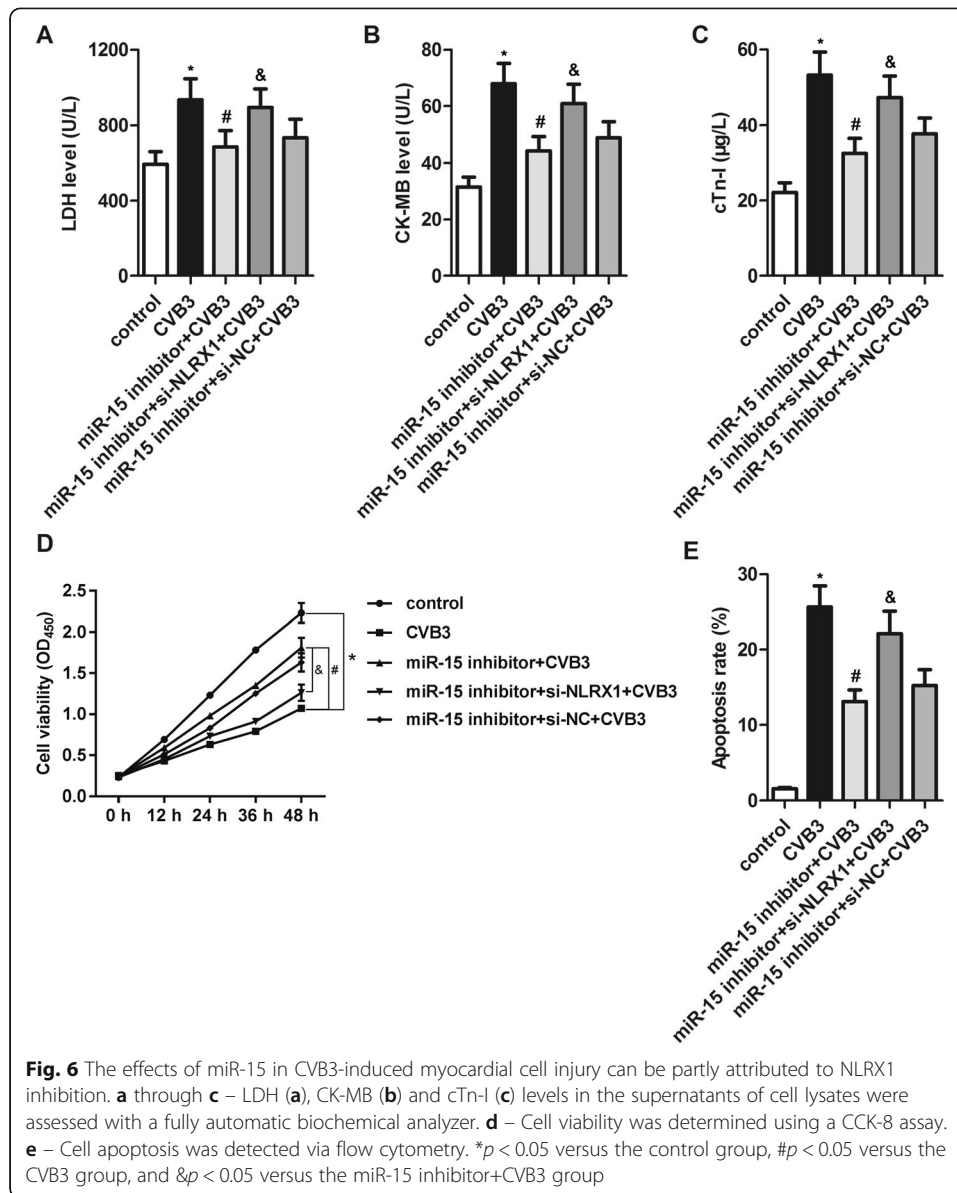 A
LDH level (U/L)
1200
800
400
0
*
#
&
control
CVB3
miR-15 inhibitor+CVB3
miR-15 inhibitor+si-NLRX1+CVB3
miR-15 inhibitor+si-NC+CVB3
B
CK-MB level (U/L)
80
60
40
20
0
*
#
&
control
CVB3
miR-15 inhibitor+CVB3
miR-15 inhibitor+si-NLRX1+CVB3
miR-15 inhibitor+si-NC+CVB3
C
cTn-I (µg/L)
60
40
20
0
*
#
&
control
CVB3
miR-15 inhibitor+CVB3
miR-15 inhibitor+si-NLRX1+CVB3
miR-15 inhibitor+si-NC+CVB3
D
Cell viability (OD450)
2.5
2.0
1.5
1.0
0.5
0.0
0 h 12 h 24 h 36 h 48 h
& # *
control
CVB3
miR-15 inhibitor+CVB3
miR-15 inhibitor+si-NLRX1+CVB3
miR-15 inhibitor+si-NC+CVB3
E
Apoptosis rate (%)
30
20
10
0
*
#
&
control
CVB3
miR-15 inhibitor+CVB3
miR-15 inhibitor+si-NLRX1+CVB3
miR-15 inhibitor+si-NC+CVB3
Fig. 6 The effects of miR-15 in CVB3-induced myocardial cell injury can be partly attributed to NLRX1
inhibition. a through c – LDH (a), CK-MB (b) and cTn-I (c) levels in the supernatants of cell lysates were
assessed with a fully automatic biochemical analyzer. d – Cell viability was determined using a CCK-8 assay.
e – Cell apoptosis was detected via flow cytometry. *p < 0.05 versus the control group, #p < 0.05 versus the
CVB3 group, and &p < 0.05 versus the miR-15 inhibitor+CVB3 group